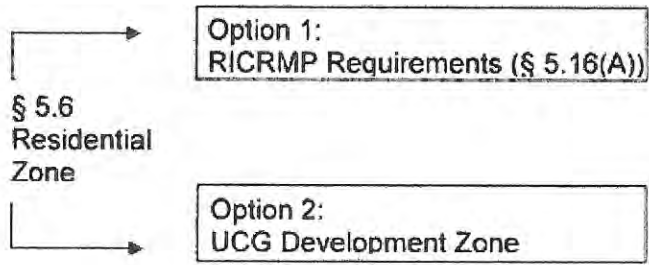 Option 1:
RICRMP Requirements (§ 5.16(A))
§ 5.6
Residential
Zone
Option 2:
UCG Development Zone